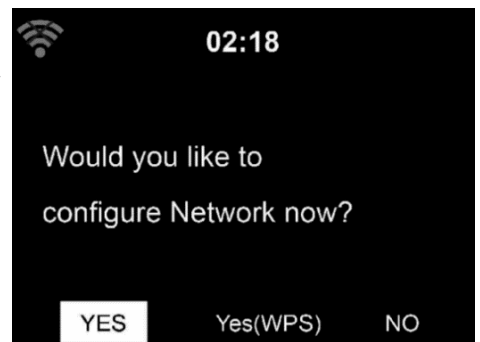 02:18
Would you like to
configure Network now?
YES Yes(WPS) NO